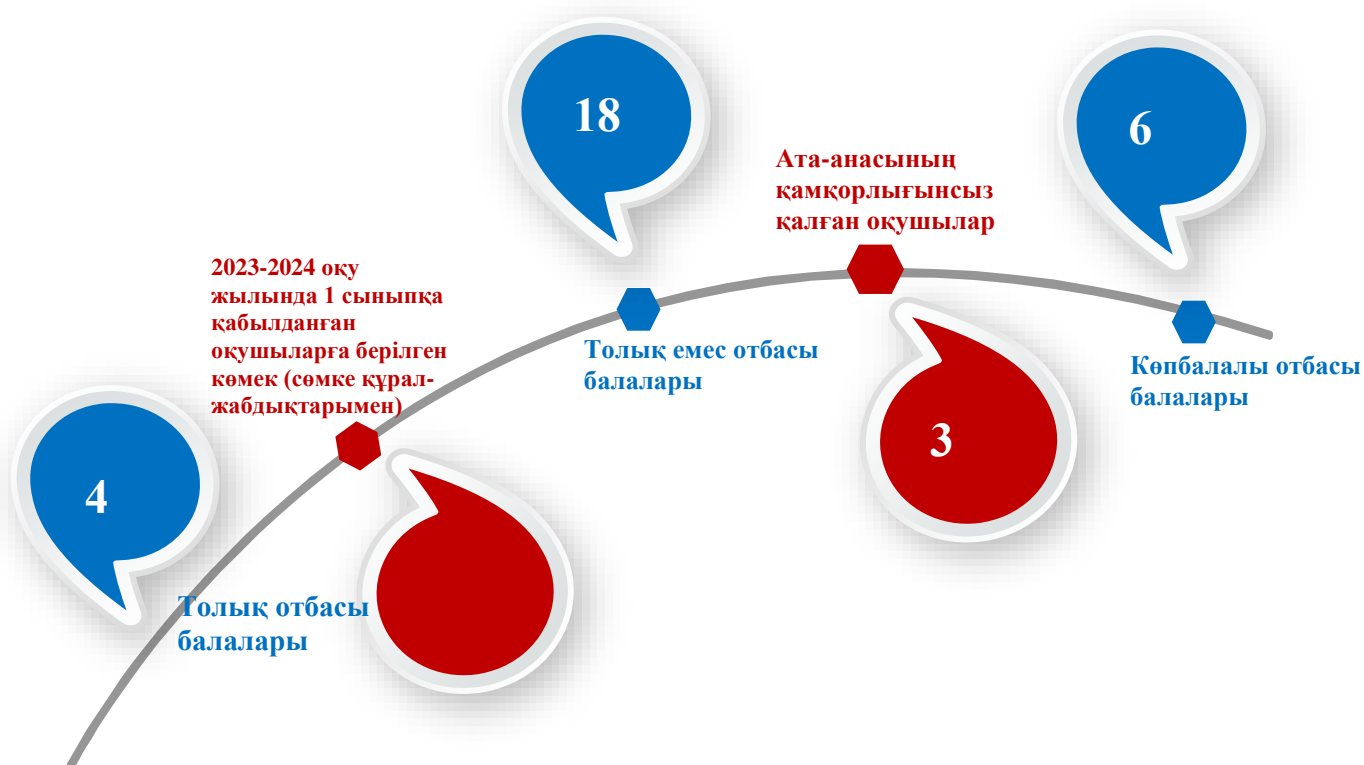 4
Толық отбасы
балалары
2023-2024 оқу
жылында 1 сыныпқа
қабылданған
оқушыларға берілген
көмек (сөмке құрал-
жабдықтарымен)
18
Толық емес отбасы
балалары
Ата-анасының
қамқорлығынсыз
қалған оқушылар
3
6
Көпбалалы отбасы
балалары